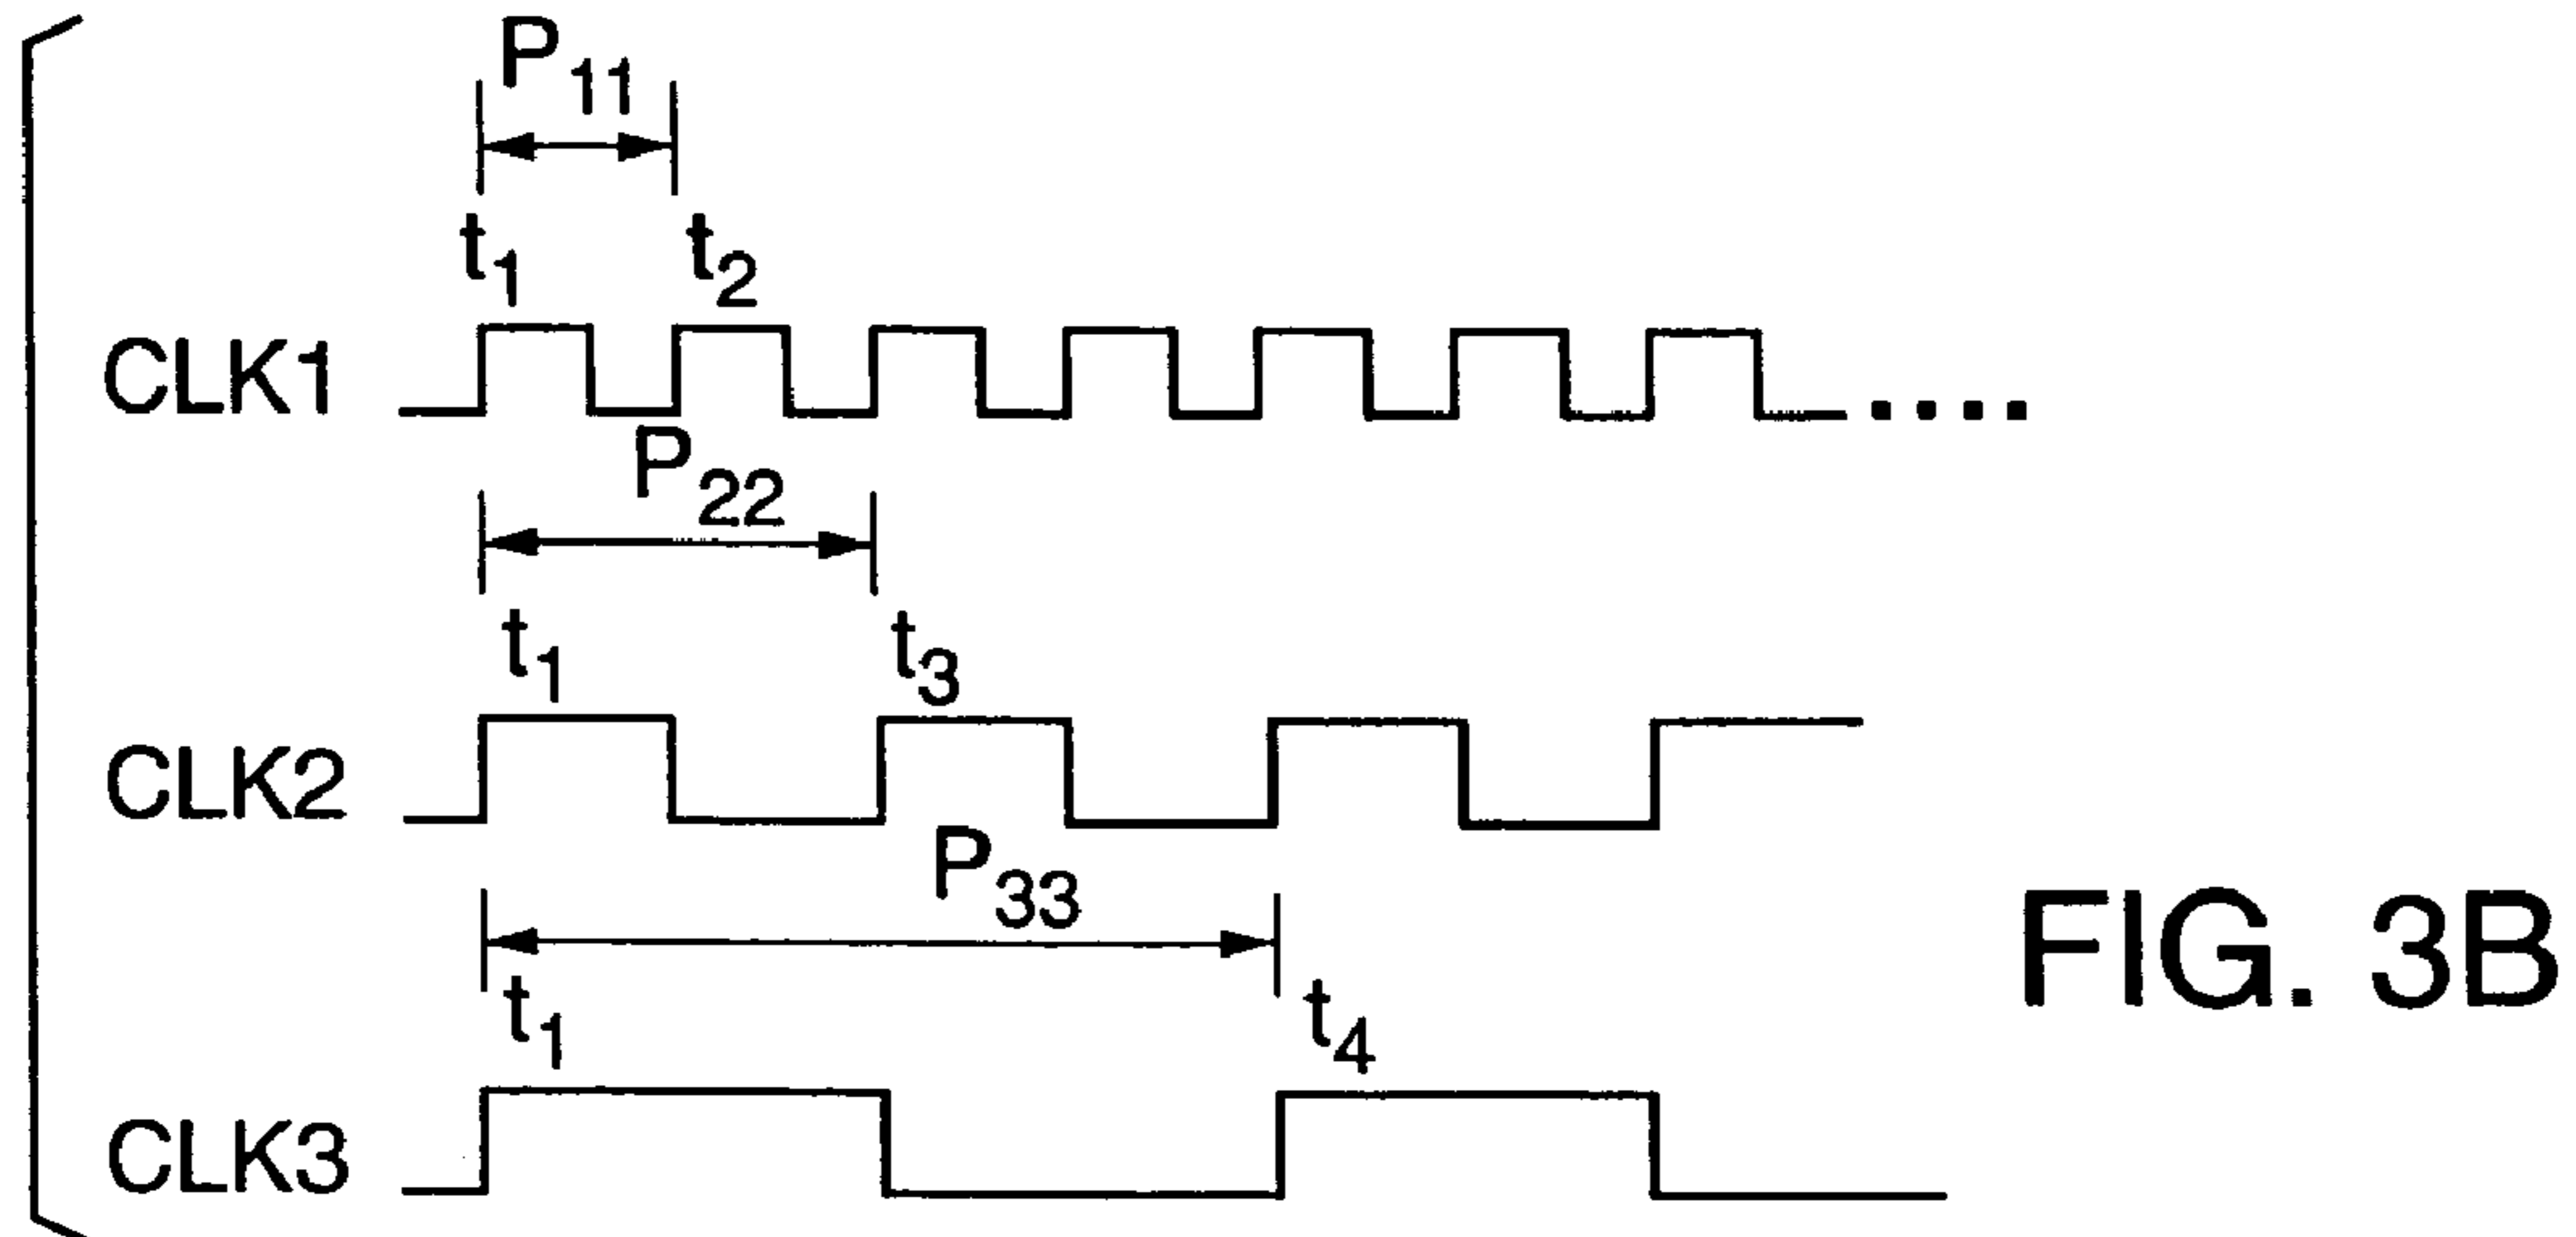 P11
t1 t2
CLK1 ....
P22
t1 t3
CLK2
P33
t1 t4
CLK3
FIG. 3B